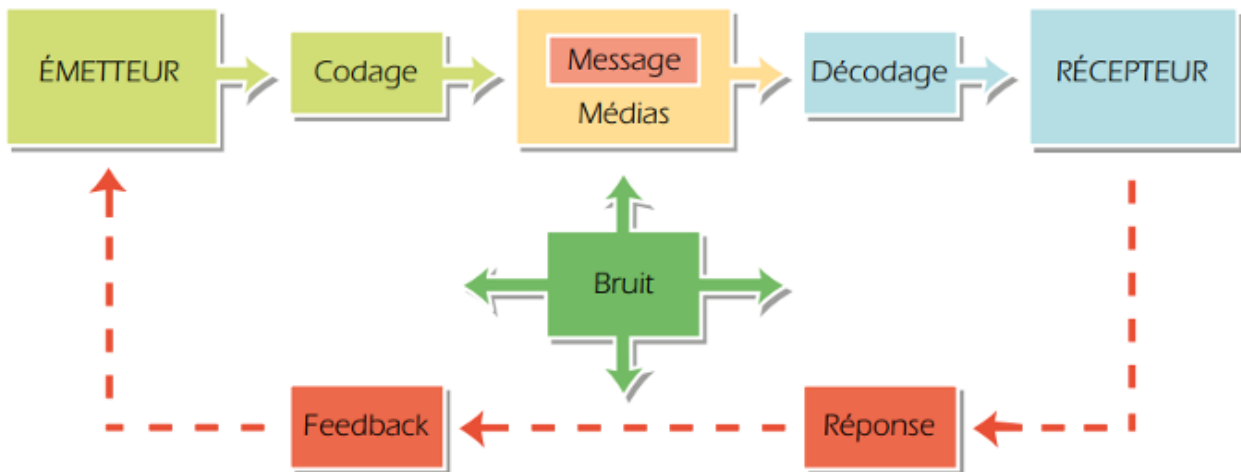 ÉMETTEUR
Codage
Message
Médias
Décodage
RÉCEPTEUR
Bruit
Feedback
Réponse